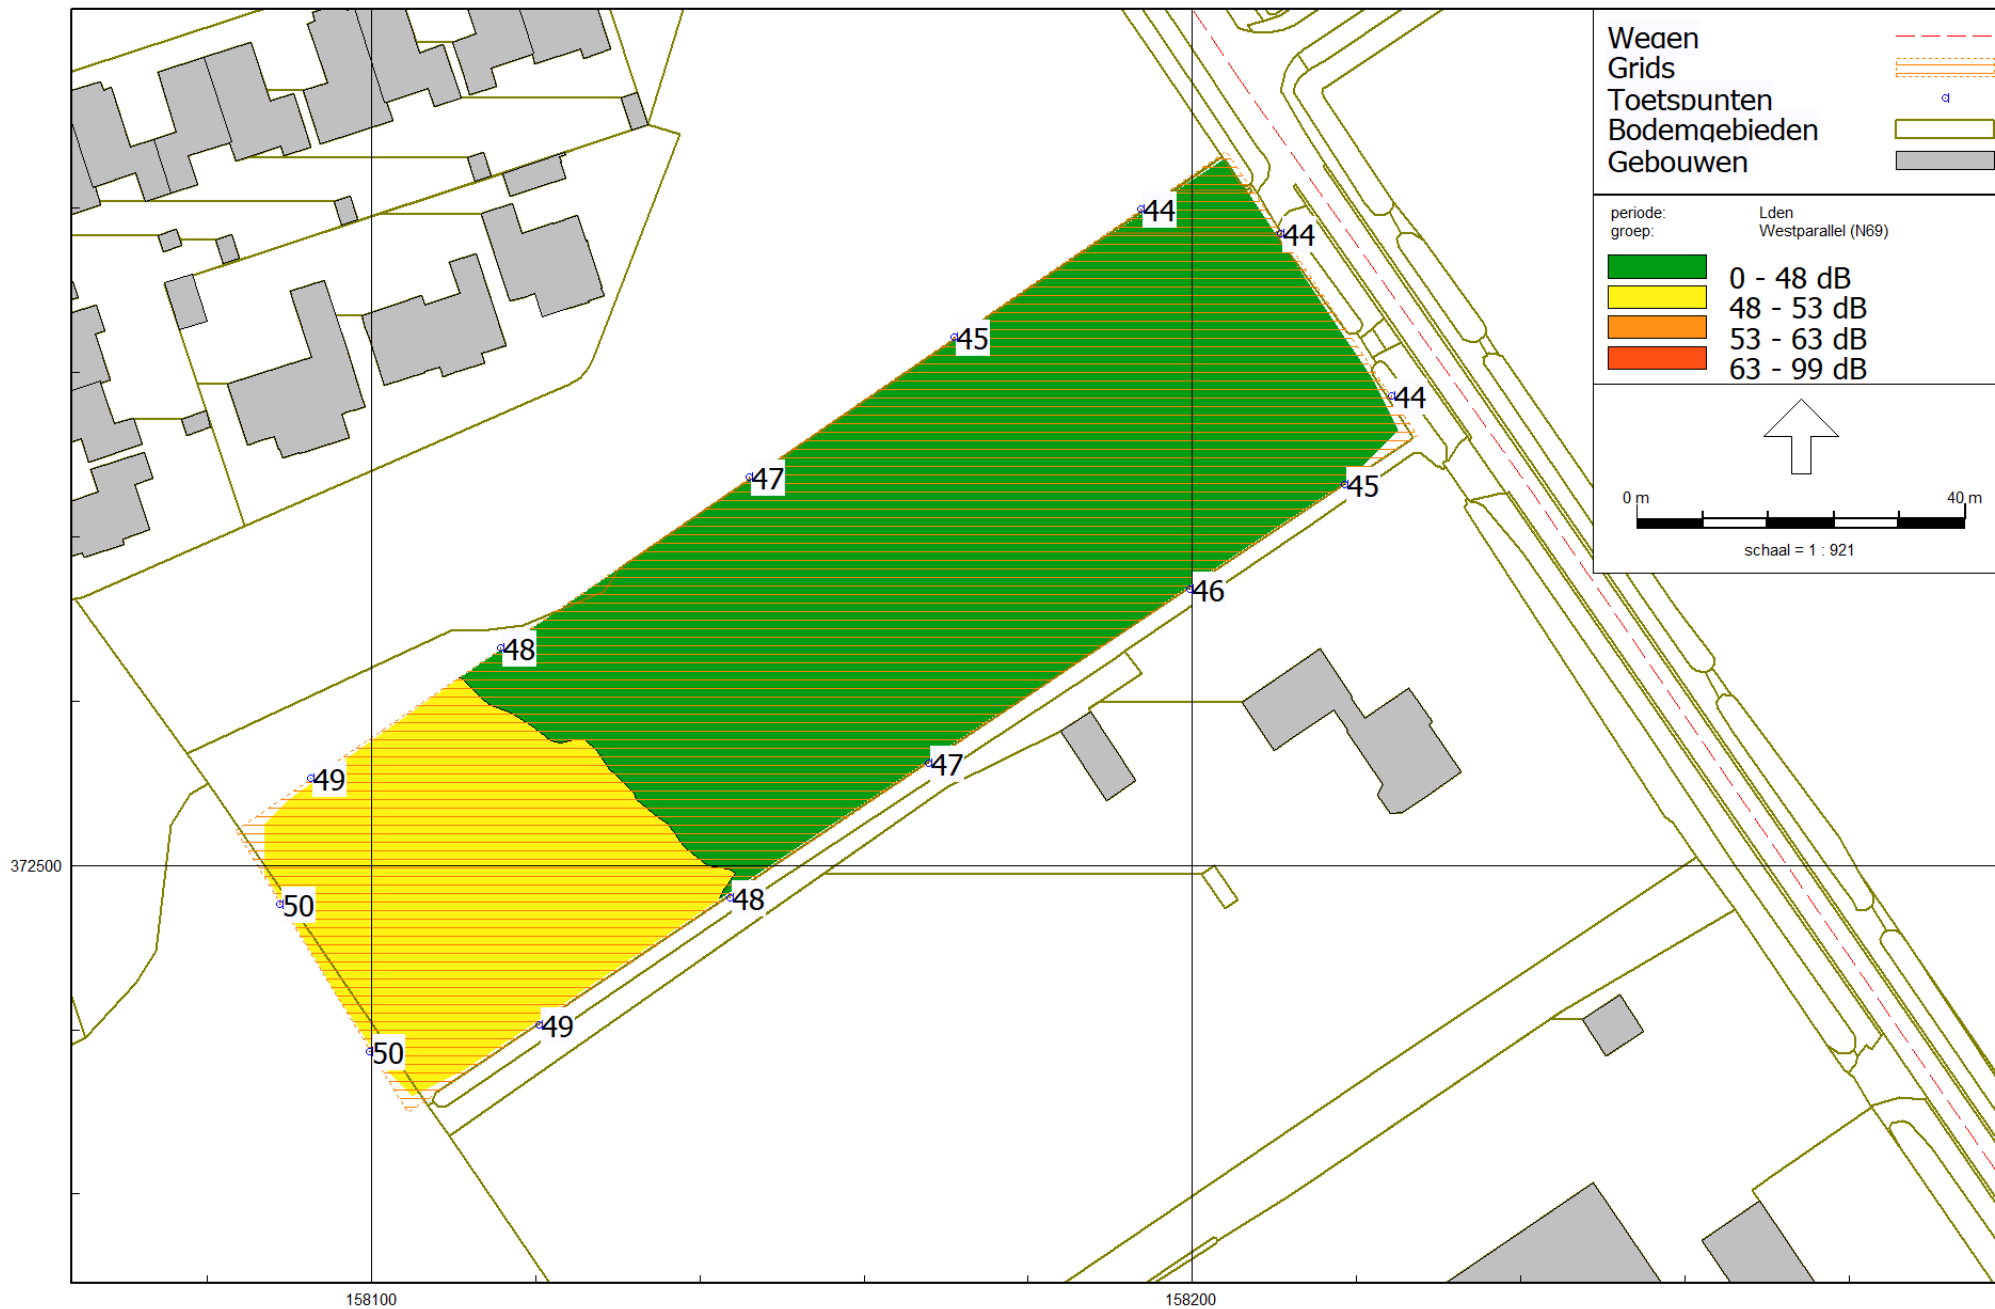 Wegen
Grids
Toetspunten
Bodemgebieden
Gebouwen
periode: Lden
groep: Westparallel (N69)
0 - 48 dB
48 - 53 dB
53 - 63 dB
63 - 99 dB
0 m 40 m
schaal = 1 : 921
44
44
45
44
47
45
46
48
47
49
48
50
49
50
372500
158100 158200